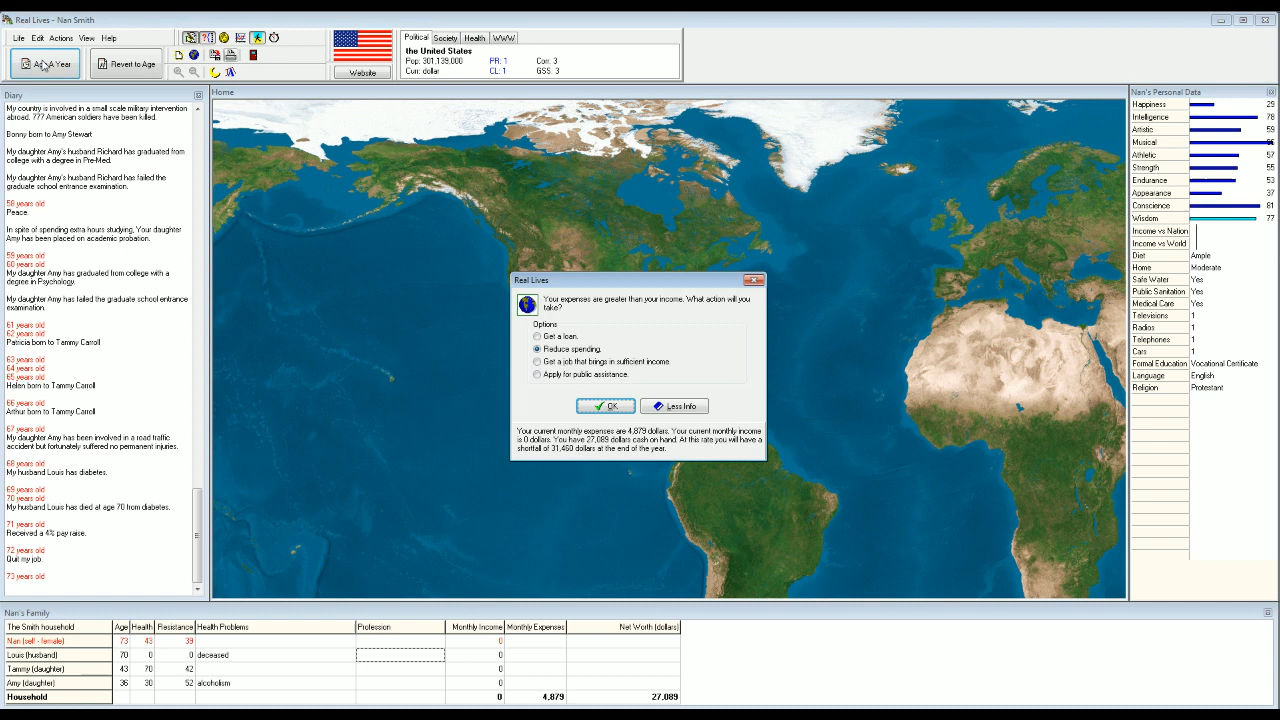 Real Lives - Nan Smith
Life Edit Actions View Help
Age A Year
Revert to Age
Website
Political Society Health WWW
the United States
Pop: 301,139,000 PR: 1 Corr: 3
Curr: dollar CL: 1 GSS: 3
Diary
My country is involved in a small scale military intervention
abroad. 777 American soldiers have been killed.
Bonny born to Amy Stewart
My daughter Amy's husband Richard has graduated from
college with a degree in Pre-Med.
My daughter Amy's husband Richard has failed the
graduate school entrance examination.
58 years old
Peace.
In spite of spending extra hours studying, Your daughter
Amy has been placed on academic probation.
59 years old
60 years old
My daughter Amy has graduated from college with a
degree in Psychology.
My daughter Amy has failed the graduate school entrance
examination.
61 years old
62 years old
Patricia born to Tammy Carroll
63 years old
64 years old
65 years old
Helen born to Tammy Carroll
66 years old
Arthur born to Tammy Carroll
67 years old
My daughter Amy has been involved in a road traffic
accident but fortunately suffered no permanent injuries.
68 years old
My husband Louis has diabetes.
69 years old
70 years old
My husband Louis has died at age 70 from diabetes.
71 years old
Received a 4% pay raise.
72 years old
Quit my job.
73 years old
Home
Real Lives
Your expenses are greater than your income. What action will you
take?
Options
Get a loan.
Reduce spending.
Get a job that brings in sufficient income.
Apply for public assistance.
OK
Less Info
Your current monthly expenses are 4,879 dollars. Your current monthly income
is 0 dollars. You have 27,089 dollars cash on hand. At this rate you will have a
shortfall of 31,460 dollars at the end of the year.
Nan's Personal Data
Happiness 29
Intelligence 78
Artistic 59
Musical
Athletic 57
Strength 55
Endurance 53
Appearance 37
Conscience 81
Wisdom 77
Income vs Nation
Income vs World
Diet Ample
Home Moderate
Safe Water Yes
Public Sanitation Yes
Medical Care Yes
Televisions 1
Radios 1
Telephones 1
Cars 1
Formal Education Vocational Certificate
Language English
Religion Protestant
Nan's Family
The Smith household Age Health Resistance Health Problems Profession Monthly Income Monthly Expenses Net Worth (dollars)
Nan (self - female) 73 43 39 0
Louis (husband) 70 0 0 deceased 0
Tammy (daughter) 43 70 42 0
Amy (daughter) 36 30 52 alcoholism 0
Household 0 4,879 27,089